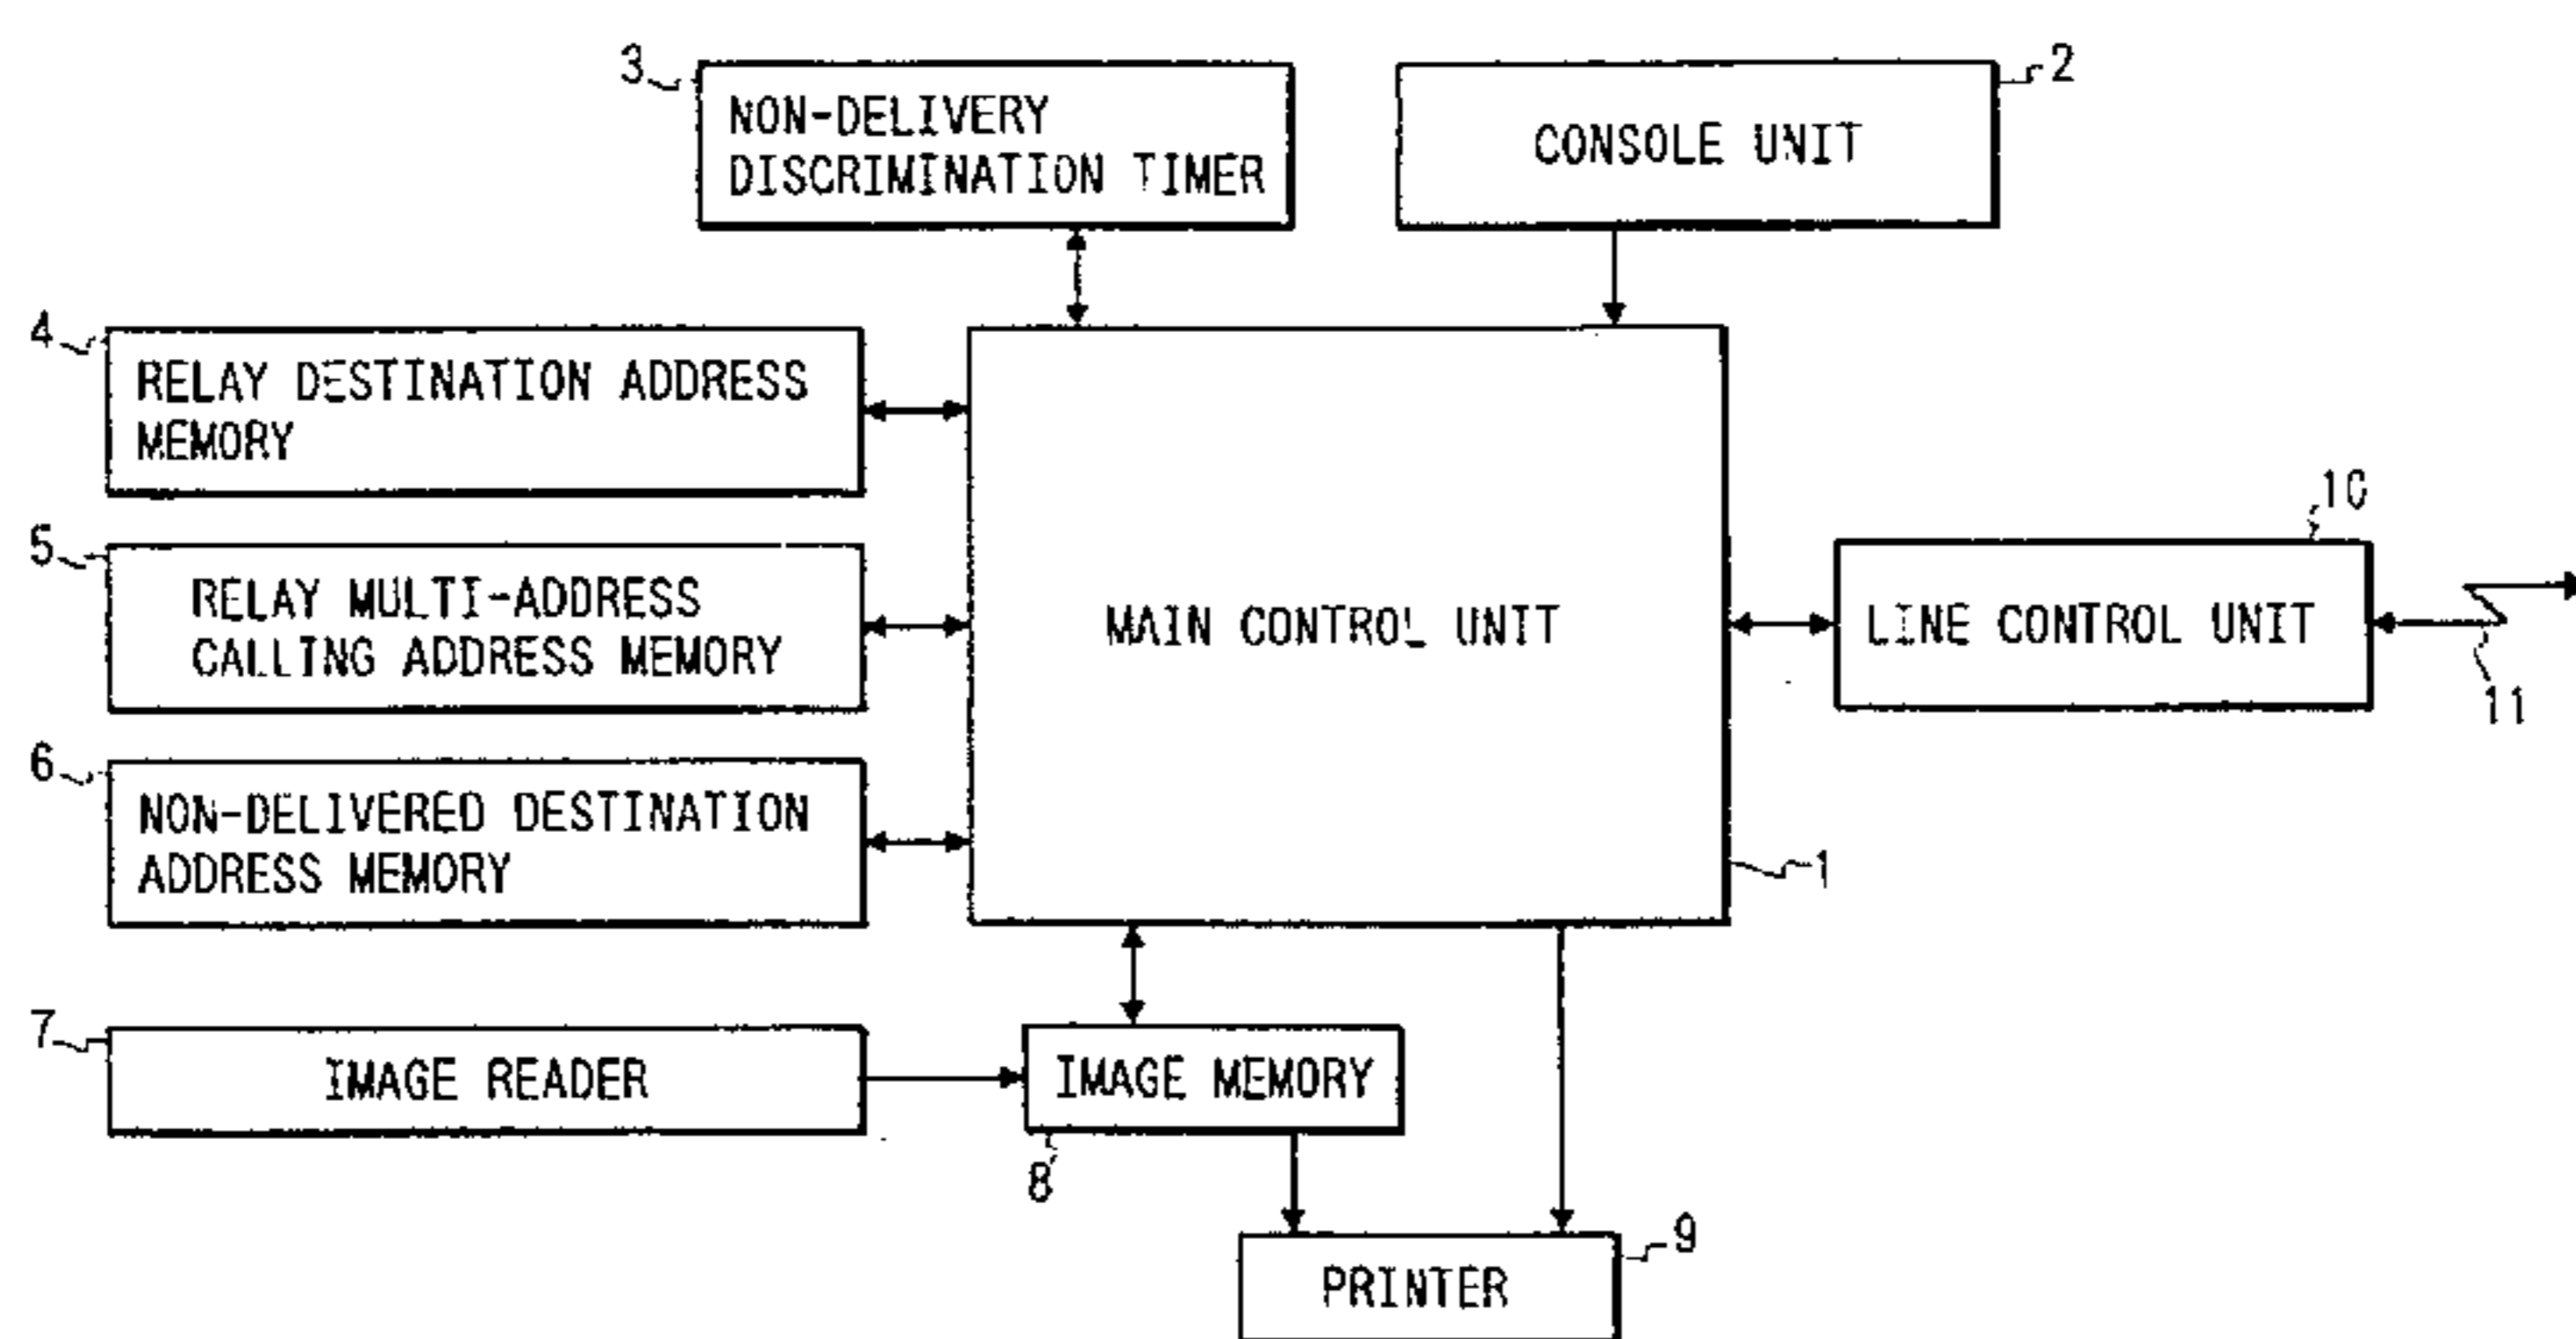 3
NON-DELIVERY
DISCRIMINATION TIMER
2
CONSOLE UNIT
4
RELAY DESTINATION ADDRESS
MEMORY
5
RELAY MULTI-ADDRESS
CALLING ADDRESS MEMORY
6
NON-DELIVERED DESTINATION
ADDRESS MEMORY
MAIN CONTROL UNIT
1
10
LINE CONTROL UNIT
11
7
IMAGE READER
IMAGE MEMORY
8
9
PRINTER